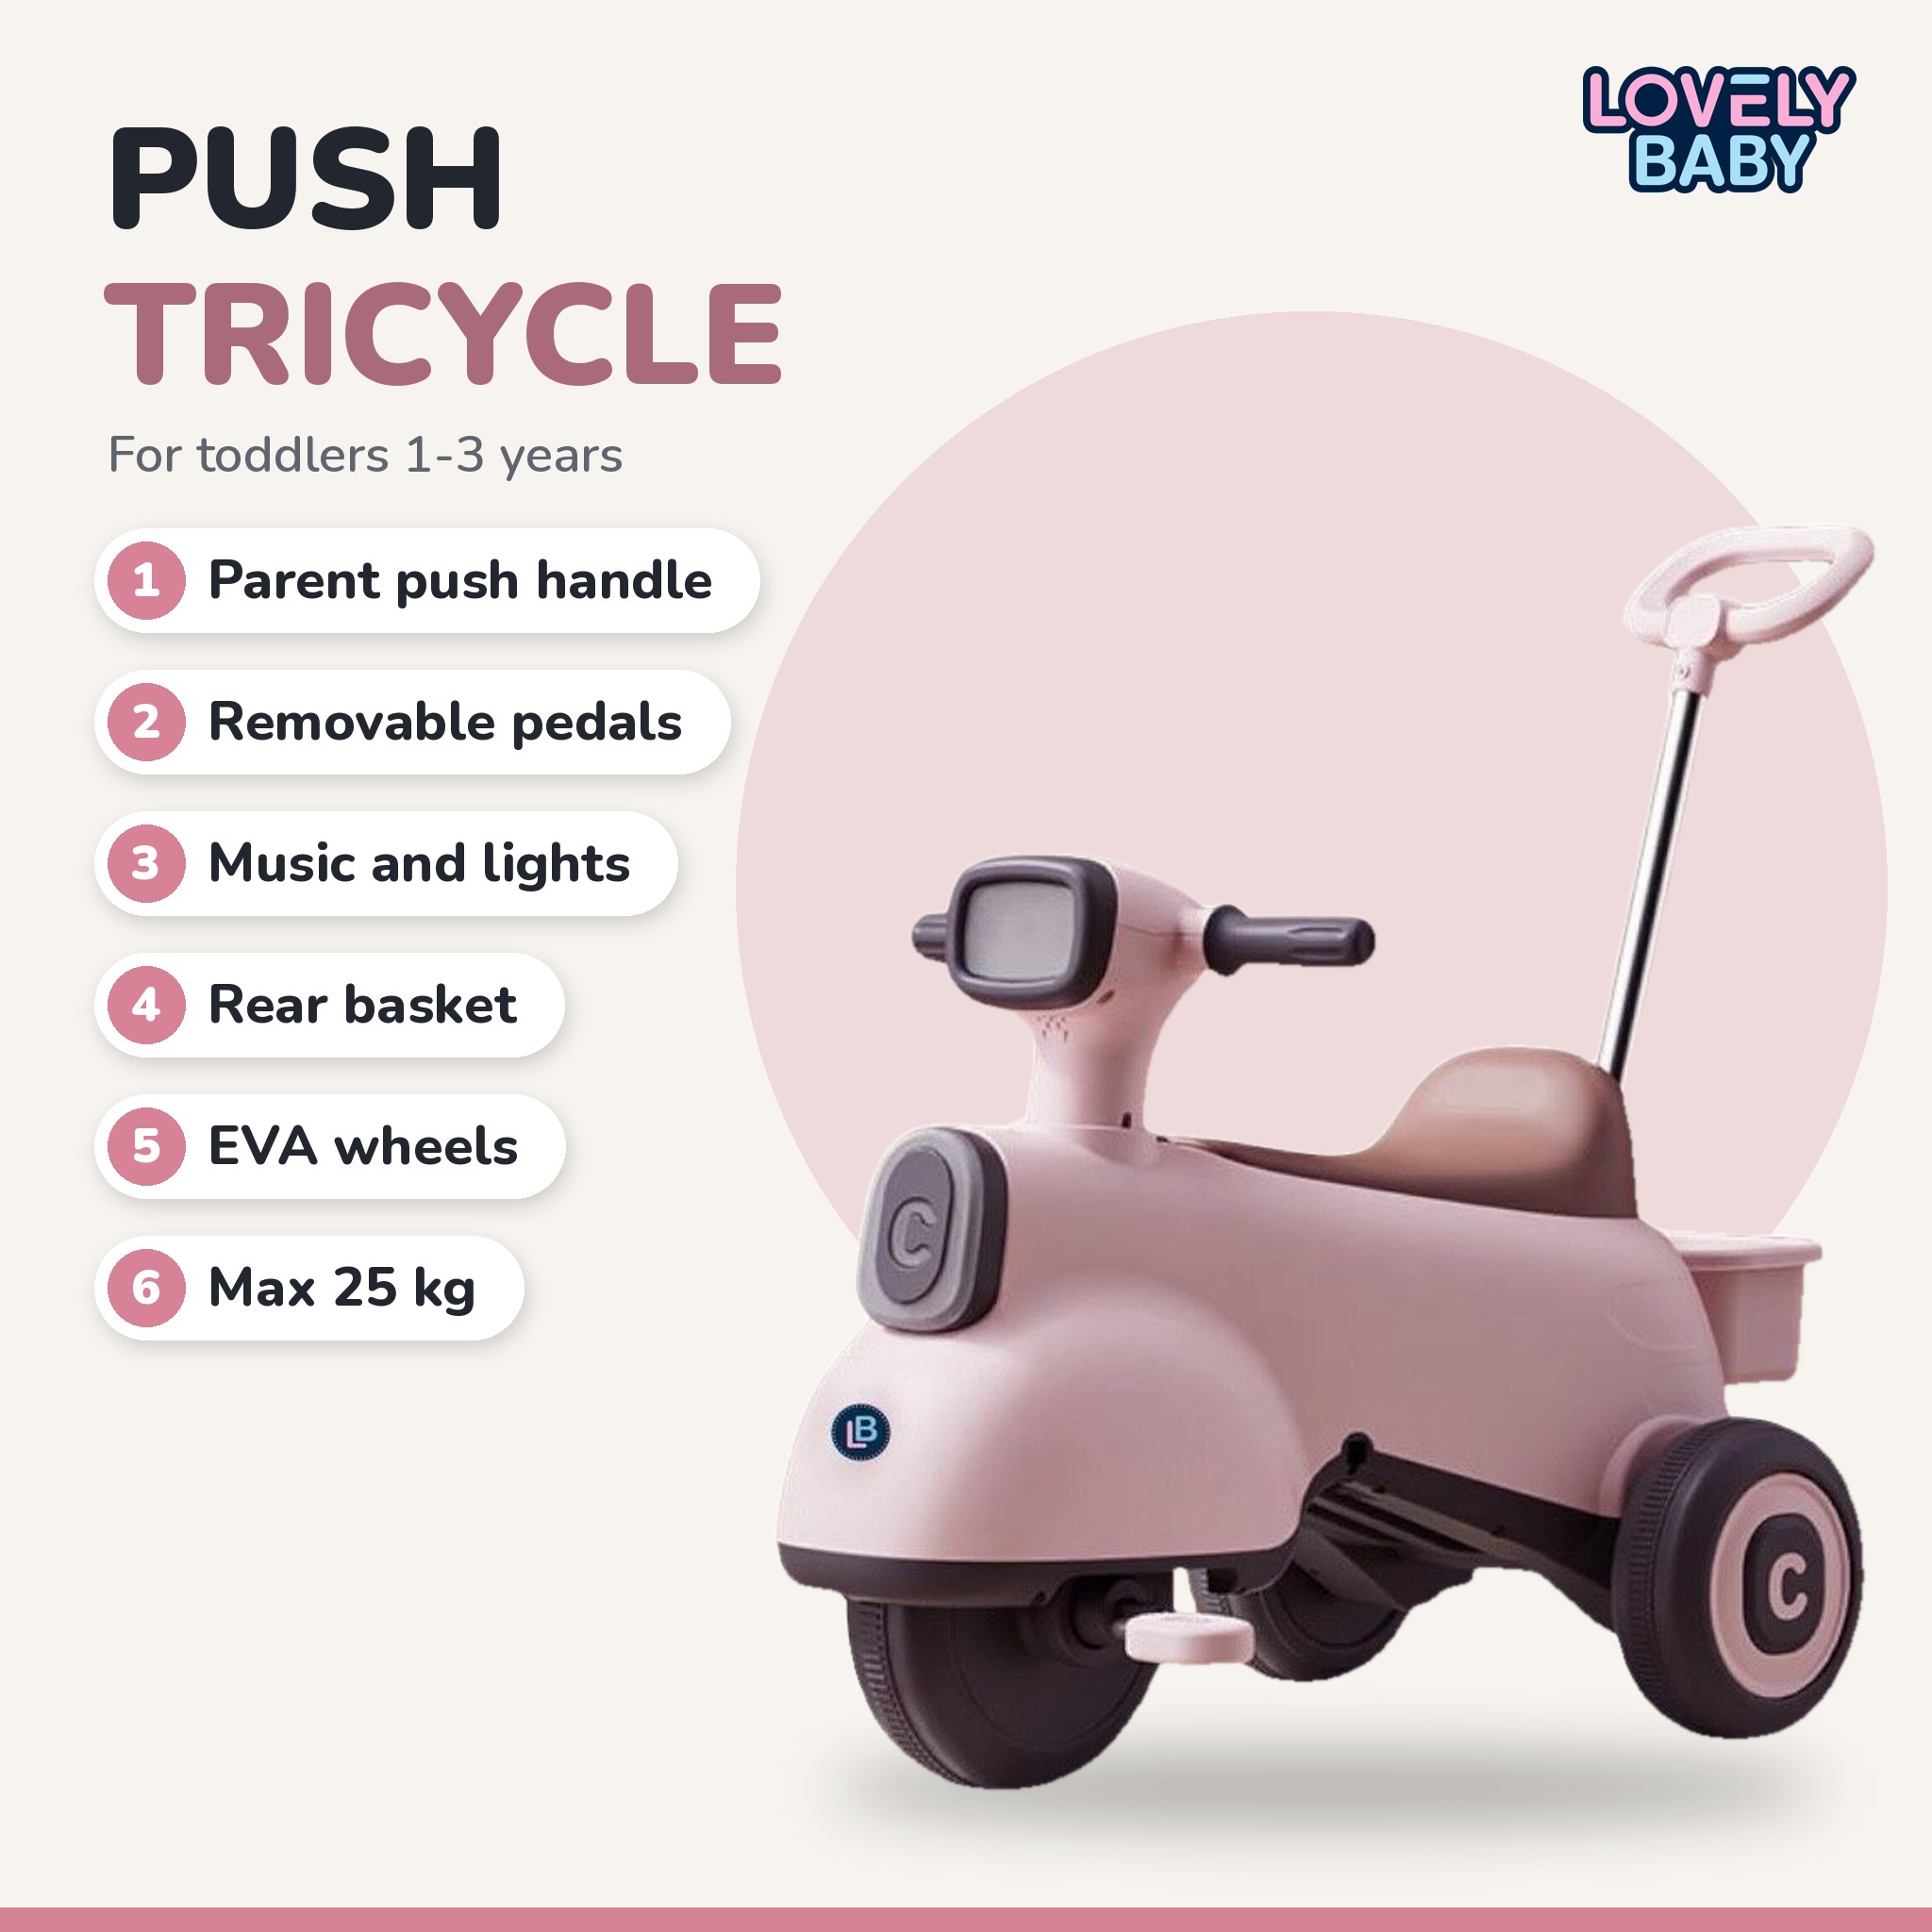 LOVELY
BABY
PUSH
TRICYCLE
For toddlers 1-3 years
1 Parent push handle
2 Removable pedals
3 Music and lights
4 Rear basket
5 EVA wheels
6 Max 25 kg
C
LB
C